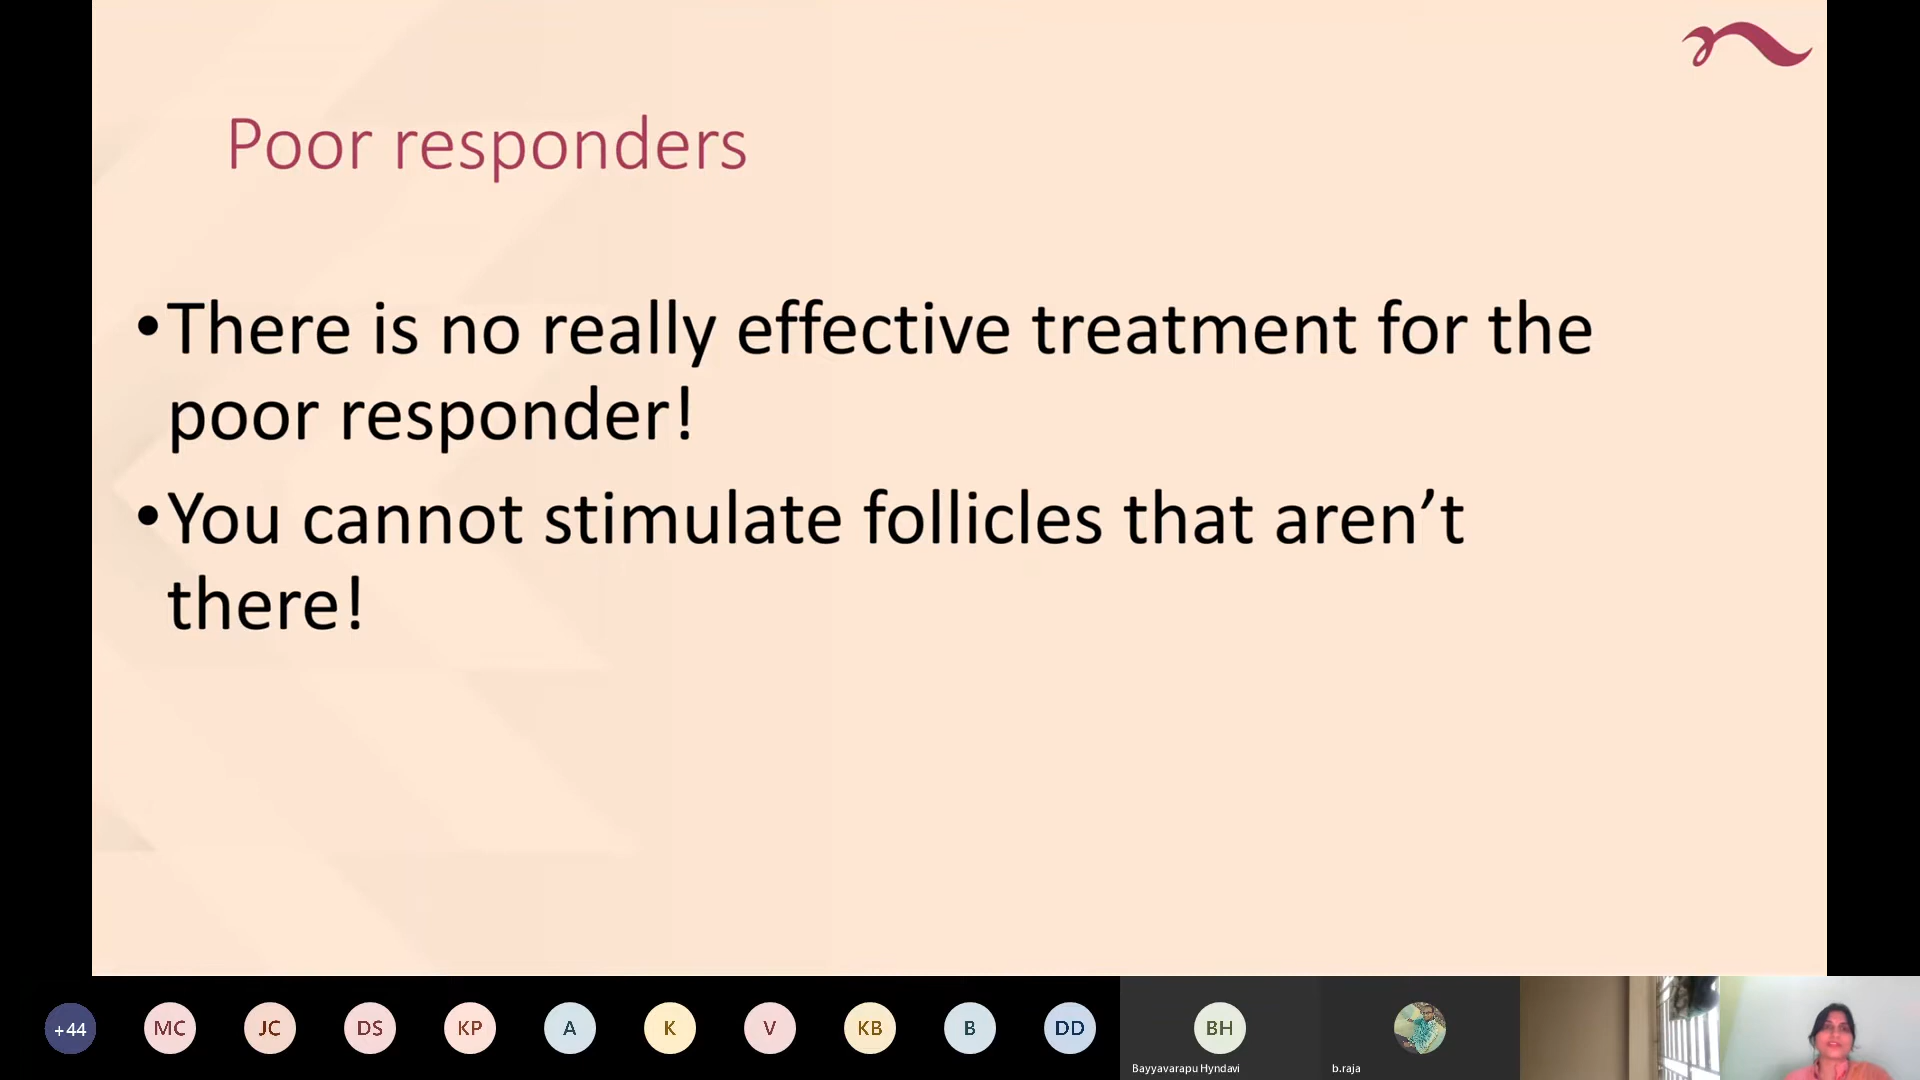 Poor responders
•There is no really effective treatment for the
poor responder!
•You cannot stimulate follicles that aren’t
there!
+44 MC JC DS KP A K V KB B DD BH
Bayyavarapu Hyndavi b.raja